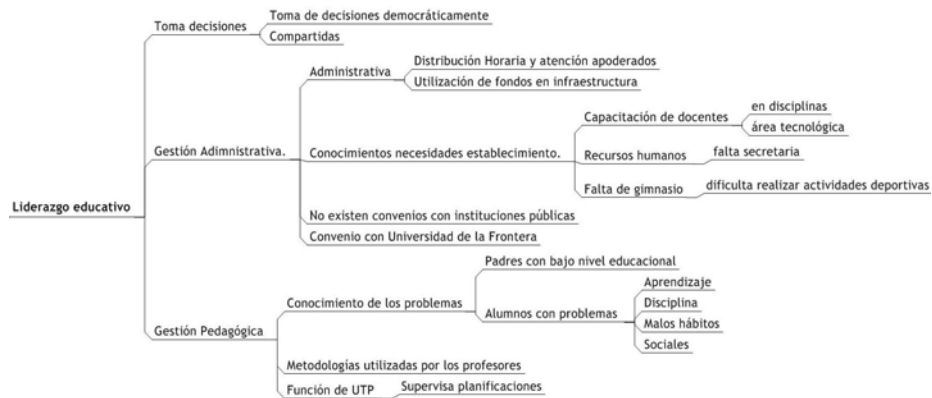 Liderazgo educativo
Toma decisiones
Toma de decisiones democráticamente
Compartidas
Gestión Adimnistrativa.
Administrativa
Distribución Horaria y atención apoderados
Utilización de fondos en infraestructura
Conocimientos necesidades establecimiento.
Capacitación de docentes
en disciplinas
área tecnológica
Recursos humanos
falta secretaria
Falta de gimnasio
dificulta realizar actividades deportivas
No existen convenios con instituciones públicas
Convenio con Universidad de la Frontera
Gestión Pedagógica
Conocimiento de los problemas
Padres con bajo nivel educacional
Alumnos con problemas
Aprendizaje
Disciplina
Malos hábitos
Sociales
Metodologías utilizadas por los profesores
Función de UTP
Supervisa planificaciones